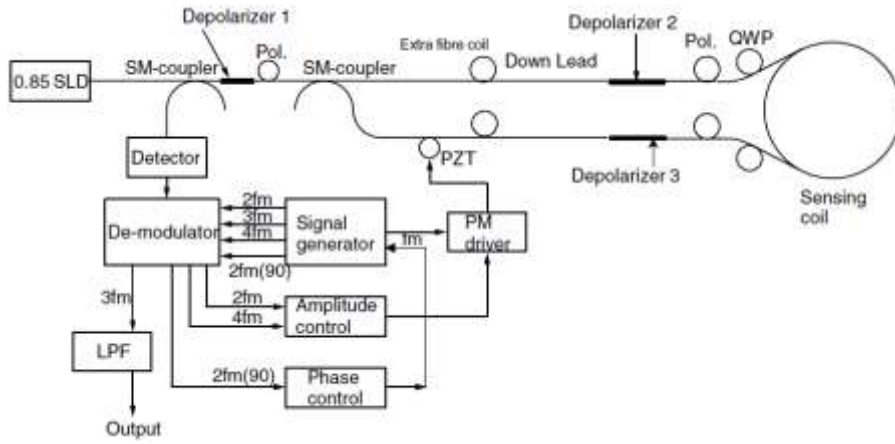 Depolarizer 1
Pol.
SM-coupler
SM-coupler
Extra fibre coil
Down Lead
Depolarizer 2
Pol.
QWP
0.85 SLD
Detector
PZT
Depolarizer 3
Sensing
coil
De-modulator
2fm
3fm
4fm
2fm(90)
Signal
generator
fm
PM
driver
3fm
2fm
4fm
Amplitude
control
LPF
2fm(90)
Phase
control
Output